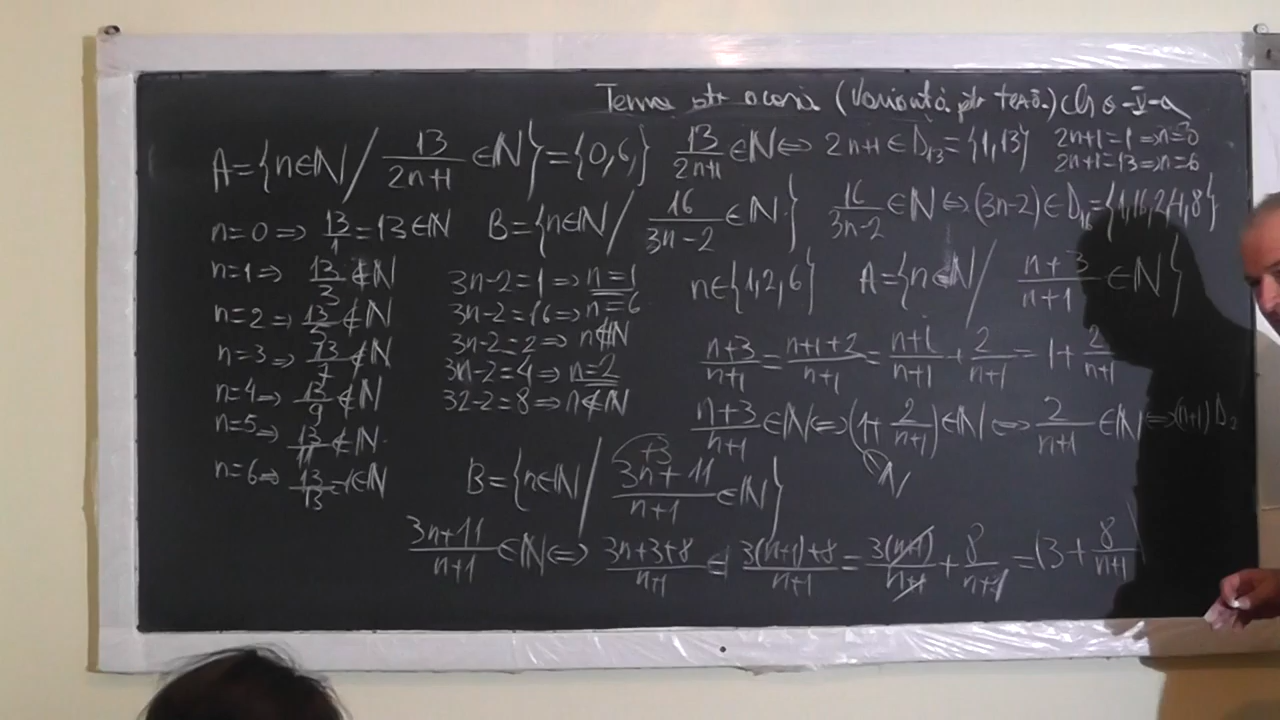 Tema ptr acasă (Variantă ptr teză.) cls a-V-a
A={n∈ℕ / 13/(2n+1) ∈ℕ}={0,6,}
13/(2n+1) ∈ℕ ⇔ 2n+1 ∈ D₁₃={1,13}
2n+1=1 ⇒ n=0
2n+1=13 ⇒ n=6
n=0 ⇒ 13/1=13∈ℕ
n=1 ⇒ 13/3 ∉ℕ
n=2 ⇒ 13/5 ∉ℕ
n=3 ⇒ 13/7 ∉ℕ
n=4 ⇒ 13/9 ∉ℕ
n=5 ⇒ 13/11 ∉ℕ
n=6 ⇒ 13/13=1∈ℕ
B={n∈ℕ / 16/(3n-2) ∈ℕ}
16/(3n-2) ∈ℕ ⇔ (3n-2)∈D₁₆={1,16,2,4,8}
3n-2=1 ⇒ n=1
3n-2=16 ⇒ n=6
3n-2=2 ⇒ n∉ℕ
3n-2=4 ⇒ n=2
32-2=8 ⇒ n∉ℕ
n∈{1,2,6}
A={n∈ℕ / (n+3)/(n+1) ∈ℕ}
(n+3)/(n+1) = (n+1+2)/(n+1) = (n+1)/(n+1) + 2/(n+1) = 1+ 2/(n+1)
(n+3)/(n+1) ∈ℕ ⇔ (1+ 2/(n+1)) ∈ℕ ⇔ 2/(n+1) ∈ℕ ⇔ (n+1) D₂
ℕ
+3
B={n∈ℕ / (3n+11)/(n+1) ∈ℕ}
(3n+11)/(n+1) ∈ℕ ⇔ (3n+3+8)/(n+1) = (3(n+1)+8)/(n+1) = 3(n+1)/(n+1) + 8/(n+1) = (3+ 8/(n+1)